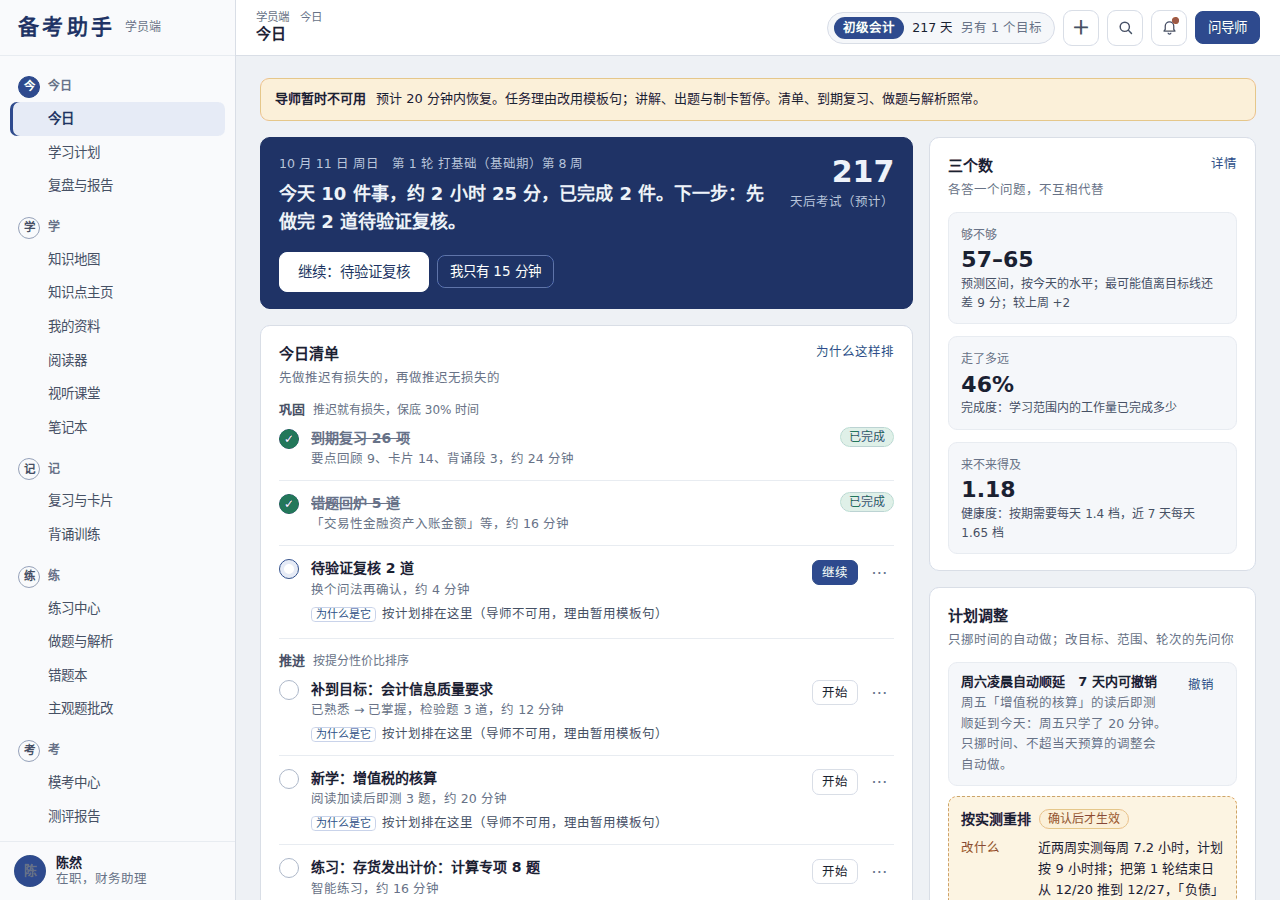 备考助手 学员端
今 今日
今日
学习计划
复盘与报告
学 学
知识地图
知识点主页
我的资料
阅读器
视听课堂
笔记本
记 记
复习与卡片
背诵训练
练 练
练习中心
做题与解析
错题本
主观题批改
考 考
模考中心
测评报告
陈 陈然
在职，财务助理
学员端 今日
今日
初级会计 217 天 另有 1 个目标
问导师
导师暂时不可用 预计 20 分钟内恢复。任务理由改用模板句；讲解、出题与制卡暂停。清单、到期复习、做题与解析照常。
10 月 11 日 周日 第 1 轮 打基础（基础期）第 8 周
今天 10 件事，约 2 小时 25 分，已完成 2 件。下一步：先
做完 2 道待验证复核。
217
天后考试（预计）
继续：待验证复核 我只有 15 分钟
今日清单 为什么这样排
先做推迟有损失的，再做推迟无损失的
巩固 推迟就有损失，保底 30% 时间
✓ 到期复习 26 项 已完成
要点回顾 9、卡片 14、背诵段 3，约 24 分钟
✓ 错题回炉 5 道 已完成
「交易性金融资产入账金额」等，约 16 分钟
待验证复核 2 道 继续 ⋯
换个问法再确认，约 4 分钟
为什么是它 按计划排在这里（导师不可用，理由暂用模板句）
推进 按提分性价比排序
补到目标：会计信息质量要求 开始 ⋯
已熟悉 → 已掌握，检验题 3 道，约 12 分钟
为什么是它 按计划排在这里（导师不可用，理由暂用模板句）
新学：增值税的核算 开始 ⋯
阅读加读后即测 3 题，约 20 分钟
为什么是它 按计划排在这里（导师不可用，理由暂用模板句）
练习：存货发出计价：计算专项 8 题 开始 ⋯
智能练习，约 16 分钟
三个数 详情
各答一个问题，不互相代替
够不够
57–65
预测区间，按今天的水平；最可能值离目标线还
差 9 分；较上周 +2
走了多远
46%
完成度：学习范围内的工作量已完成多少
来不来得及
1.18
健康度：按期需要每天 1.4 档，近 7 天每天
1.65 档
计划调整
只挪时间的自动做；改目标、范围、轮次的先问你
周六凌晨自动顺延 7 天内可撤销 撤销
周五「增值税的核算」的读后即测
顺延到今天：周五只学了 20 分钟。
只挪时间、不超当天预算的调整会
自动做。
按实测重排 确认后才生效
改什么 近两周实测每周 7.2 小时，计划
按 9 小时排；把第 1 轮结束日
从 12/20 推到 12/27，「负债」